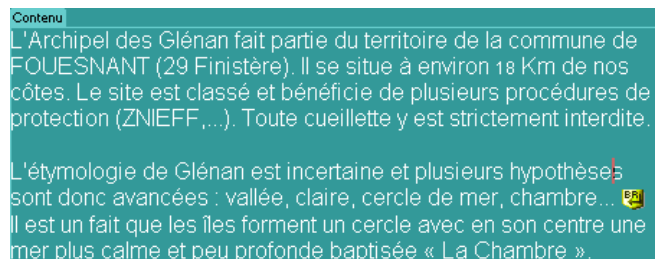 Contenu
L'Archipel des Glénan fait partie du territoire de la commune de
FOUESNANT (29 Finistère). Il se situe à environ 18 Km de nos
côtes. Le site est classé et bénéficie de plusieurs procédures de
protection (ZNIEFF,...). Toute cueillette y est strictement interdite.
L'étymologie de Glénan est incertaine et plusieurs hypothèses
sont donc avancées : vallée, claire, cercle de mer, chambre... BR
Il est un fait que les îles forment un cercle avec en son centre une
mer plus calme et peu profonde baptisée « La Chambre ».